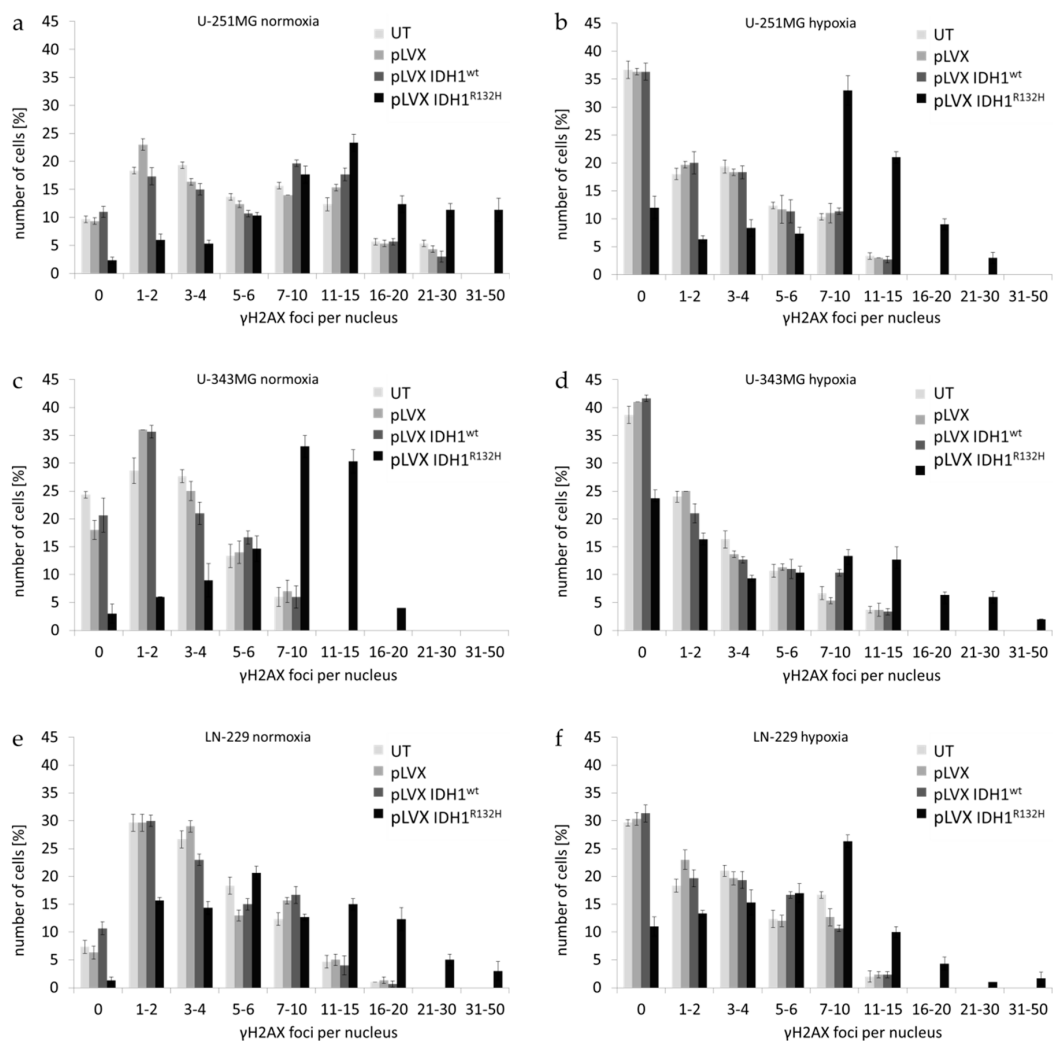 a
U-251MG normoxia
UT
pLVX
pLVX IDH1ʷᵗ
pLVX IDH1ᴿ¹³²ᴴ
number of cells [%]
45
40
35
30
25
20
15
10
5
0
0 1-2 3-4 5-6 7-10 11-15 16-20 21-30 31-50
γH2AX foci per nucleus
b
U-251MG hypoxia
UT
pLVX
pLVX IDH1ʷᵗ
pLVX IDH1ᴿ¹³²ᴴ
number of cells [%]
45
40
35
30
25
20
15
10
5
0
0 1-2 3-4 5-6 7-10 11-15 16-20 21-30 31-50
γH2AX foci per nucleus
c
U-343MG normoxia
UT
pLVX
pLVX IDH1ʷᵗ
pLVX IDH1ᴿ¹³²ᴴ
number of cells [%]
45
40
35
30
25
20
15
10
5
0
0 1-2 3-4 5-6 7-10 11-15 16-20 21-30 31-50
γH2AX foci per nucleus
d
U-343MG hypoxia
UT
pLVX
pLVX IDH1ʷᵗ
pLVX IDH1ᴿ¹³²ᴴ
number of cells [%]
45
40
35
30
25
20
15
10
5
0
0 1-2 3-4 5-6 7-10 11-15 16-20 21-30 31-50
γH2AX foci per nucleus
e
LN-229 normoxia
UT
pLVX
pLVX IDH1ʷᵗ
pLVX IDH1ᴿ¹³²ᴴ
number of cells [%]
45
40
35
30
25
20
15
10
5
0
0 1-2 3-4 5-6 7-10 11-15 16-20 21-30 31-50
γH2AX foci per nucleus
f
LN-229 hypoxia
UT
pLVX
pLVX IDH1ʷᵗ
pLVX IDH1ᴿ¹³²ᴴ
number of cells [%]
45
40
35
30
25
20
15
10
5
0
0 1-2 3-4 5-6 7-10 11-15 16-20 21-30 31-50
γH2AX foci per nucleus